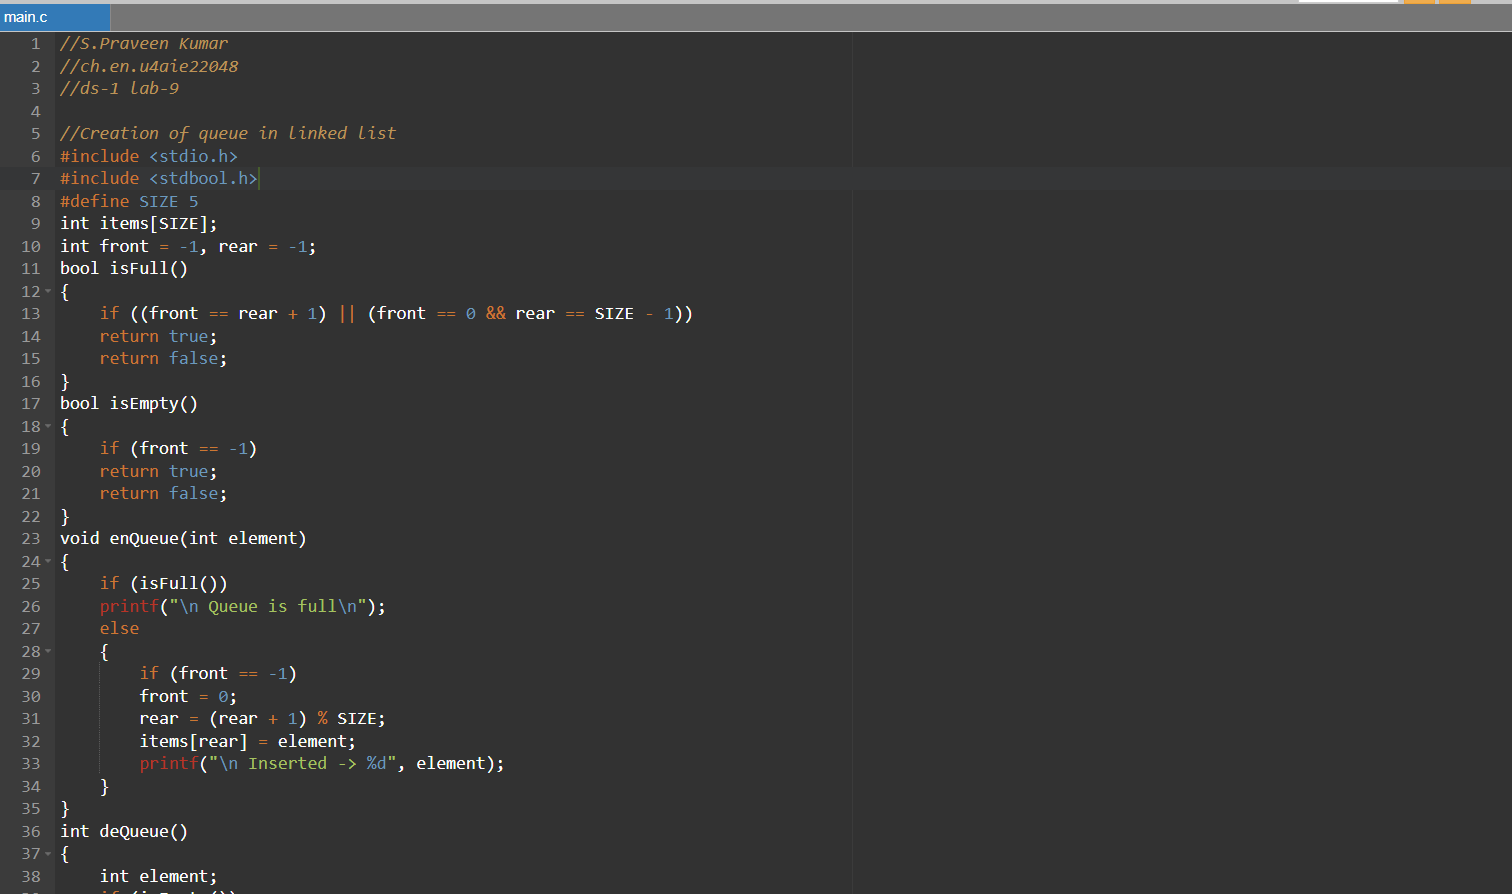 main.c
1 //S.Praveen Kumar
2 //ch.en.u4aie22048
3 //ds-1 lab-9
4
5 //Creation of queue in linked list
6 #include <stdio.h>
7 #include <stdbool.h>
8 #define SIZE 5
9 int items[SIZE];
10 int front = -1, rear = -1;
11 bool isFull()
12 {
13     if ((front == rear + 1) || (front == 0 && rear == SIZE - 1))
14     return true;
15     return false;
16 }
17 bool isEmpty()
18 {
19     if (front == -1)
20     return true;
21     return false;
22 }
23 void enQueue(int element)
24 {
25     if (isFull())
26     printf("\n Queue is full\n");
27     else
28     {
29         if (front == -1)
30         front = 0;
31         rear = (rear + 1) % SIZE;
32         items[rear] = element;
33         printf("\n Inserted -> %d", element);
34     }
35 }
36 int deQueue()
37 {
38     int element;